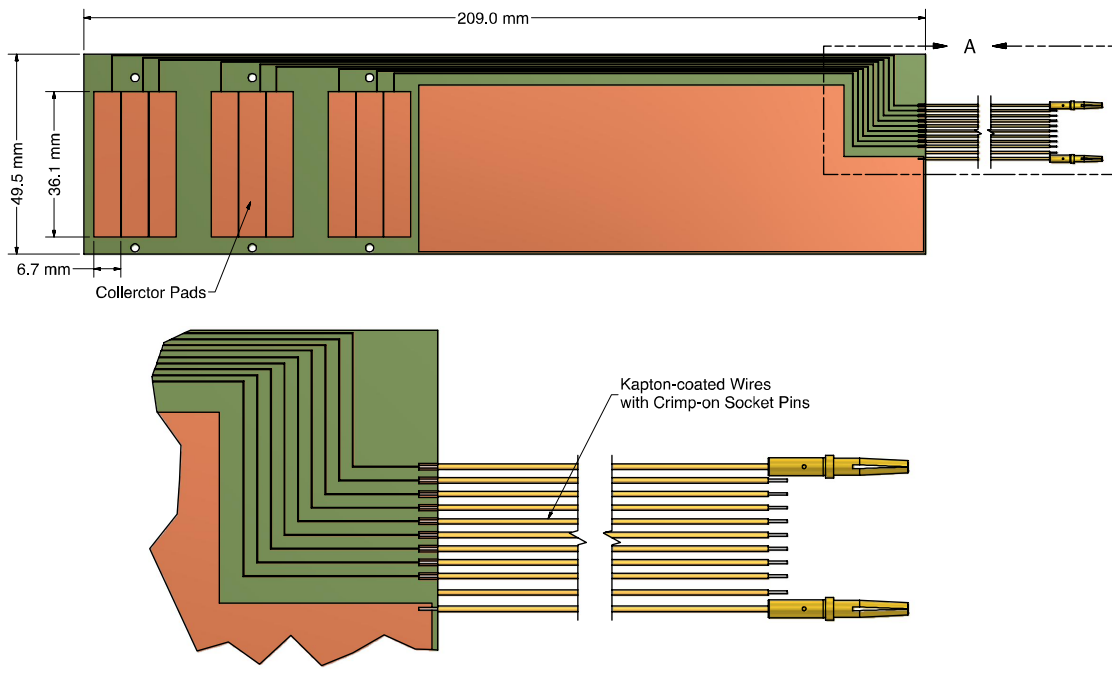 209.0 mm
A
49.5 mm
36.1 mm
6.7 mm
Collerctor Pads
Kapton-coated Wires
with Crimp-on Socket Pins